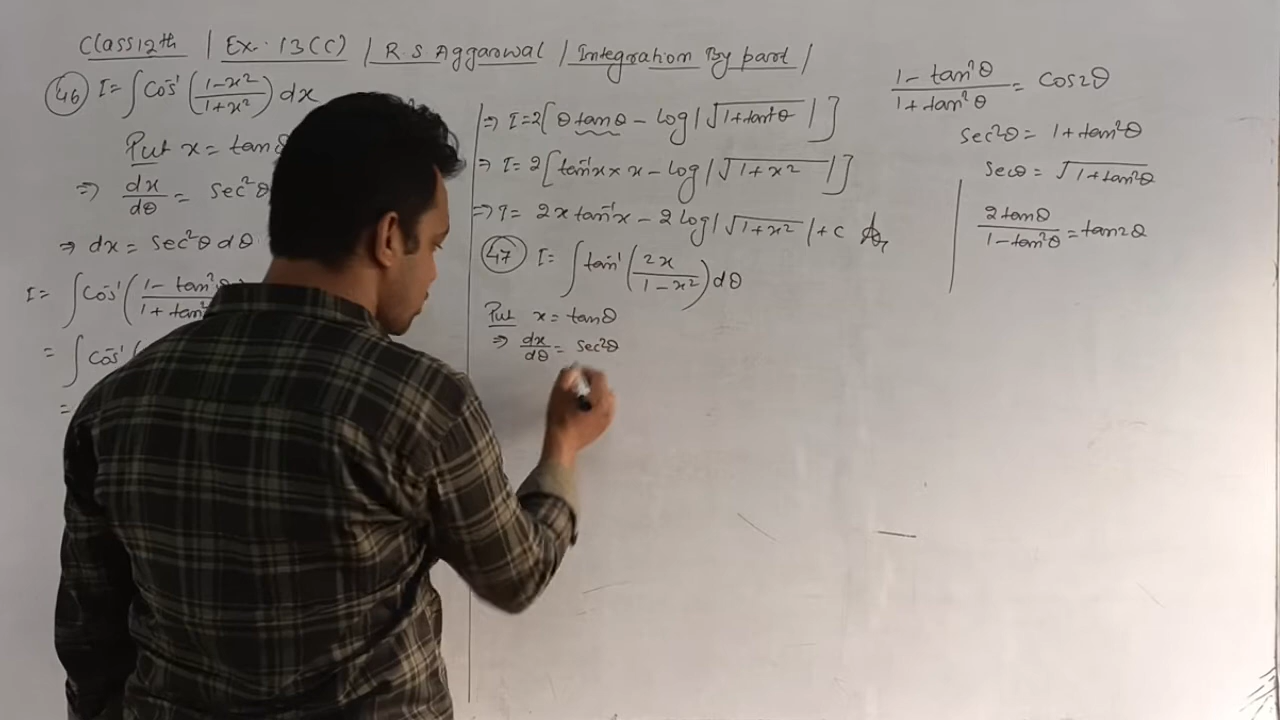 Class 12th | Ex. 13(C) | R.S Aggarwal | Integration By part |
(46) I = ∫ Cos⁻¹ (1-x²/1+x²) dx
Put x = tan
⇒ dx/dθ = sec²θ
⇒ dx = sec²θ dθ
I = ∫ Cos⁻¹ (1 - tan²θ/1 + tan²
= ∫ Cos⁻¹ (
=
⇒ I = 2[θ tanθ - log|√1+tan²θ|]
⇒ I = 2[tan⁻¹x × x - log|√1+x²|]
⇒ I = 2x tan⁻¹x - 2 log|√1+x²| + C
(47) I = ∫ tan⁻¹ (2x/1-x²) dθ
Put x = tanθ
⇒ dx/dθ = sec²θ
1 - tan²θ/1 + tan²θ = Cos2θ
sec²θ = 1 + tan²θ
Secθ = √1+tan²θ
2tanθ/1-tan²θ = tan2θ